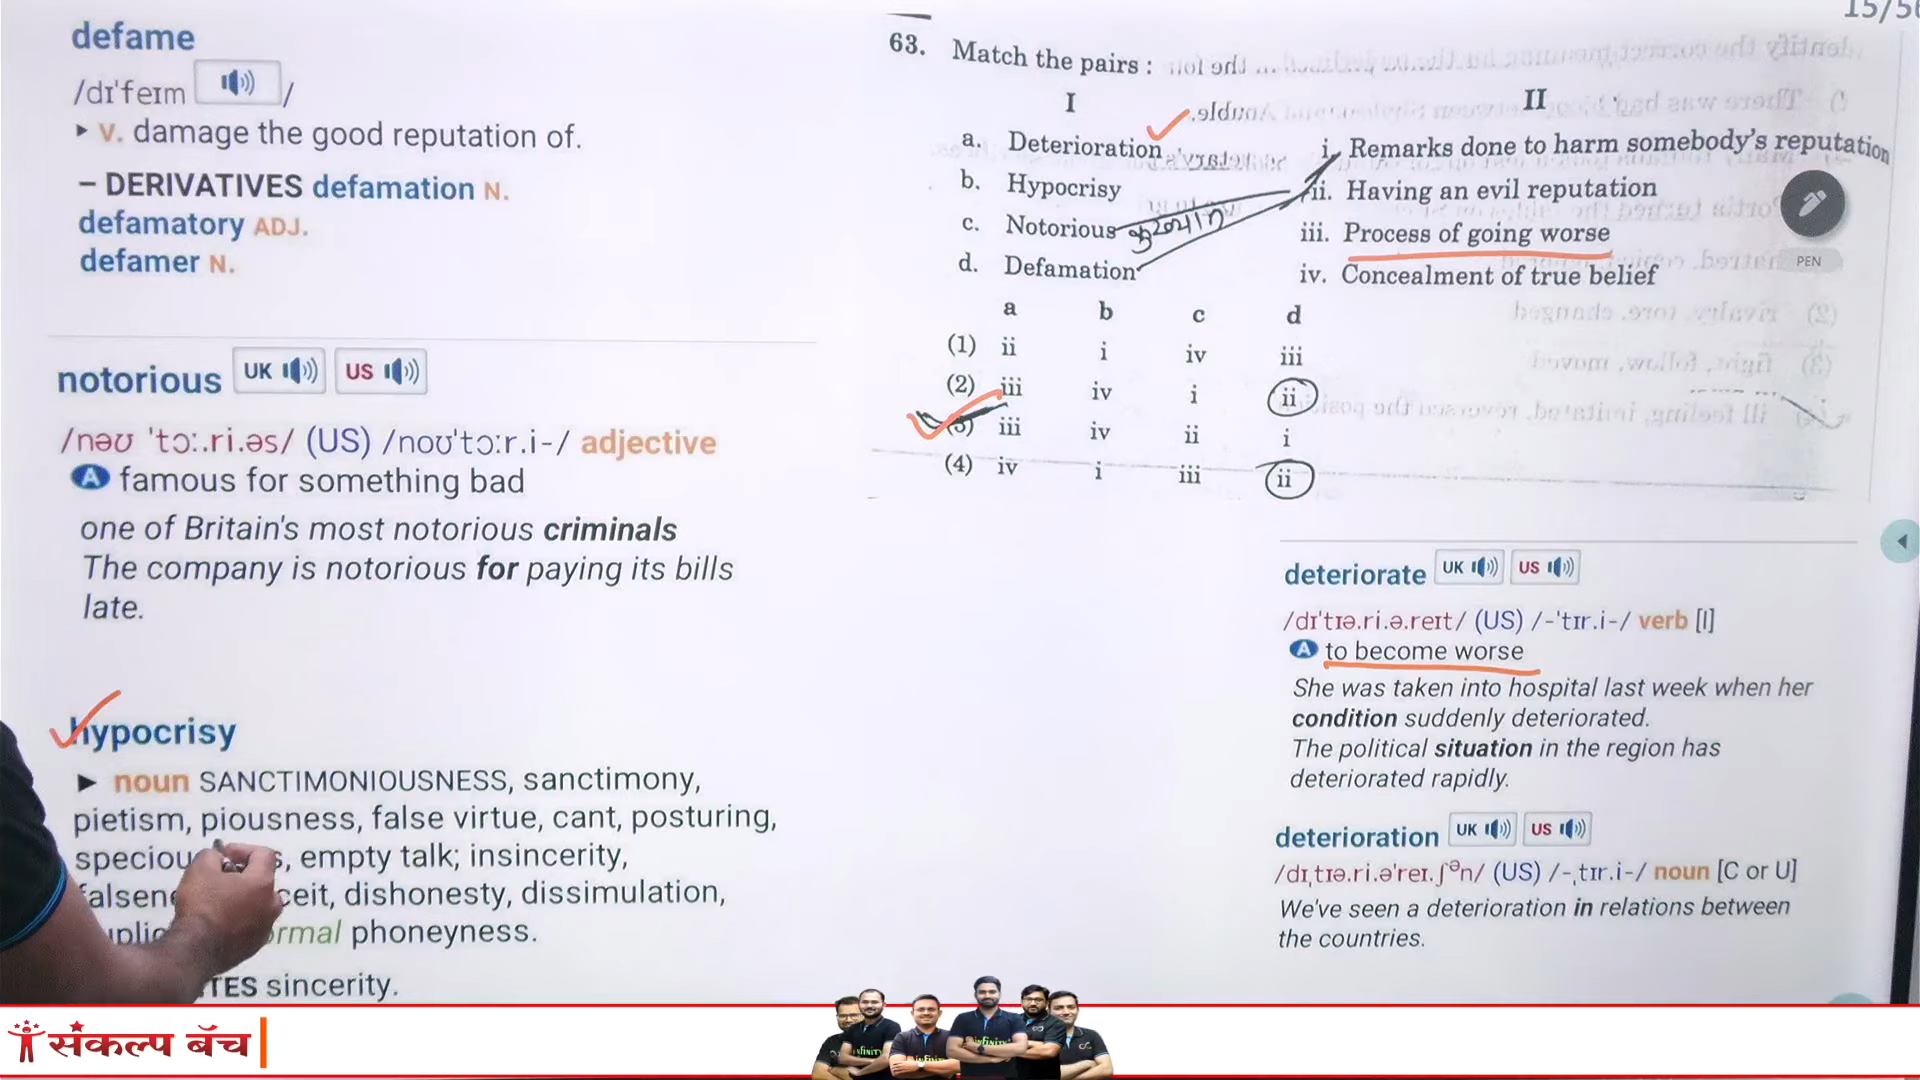 15/56
defame
/dɪˈfeɪm /
▸ V. damage the good reputation of.
– DERIVATIVES defamation N.
defamatory ADJ.
defamer N.
notorious UK US
/nəʊ ˈtɔː.ri.əs/ (US) /noʊˈtɔːr.i-/ adjective
A famous for something bad
one of Britain's most notorious criminals
The company is notorious for paying its bills
late.
hypocrisy
► noun SANCTIMONIOUSNESS, sanctimony,
pietism, piousness, false virtue, cant, posturing,
empty talk; insincerity,
dishonesty, dissimulation,
phoneyness.
sincerity.
63. Match the pairs :
I II
a. Deterioration i. Remarks done to harm somebody's reputation
b. Hypocrisy ii. Having an evil reputation
c. Notorious कुख्यात iii. Process of going worse
d. Defamation iv. Concealment of true belief
a b c d
(1) ii i iv iii
(2) iii iv i ii
(3) iii iv ii i
(4) iv i iii ii
PEN
deteriorate UK US
/dɪˈtɪə.ri.ə.reɪt/ (US) /-ˈtɪr.i-/ verb [I]
A to become worse
She was taken into hospital last week when her
condition suddenly deteriorated.
The political situation in the region has
deteriorated rapidly.
deterioration UK US
/dɪˌtɪə.ri.əˈreɪ.ʃᵊn/ (US) /-ˌtɪr.i-/ noun [C or U]
We've seen a deterioration in relations between
the countries.
संकल्प बॅच